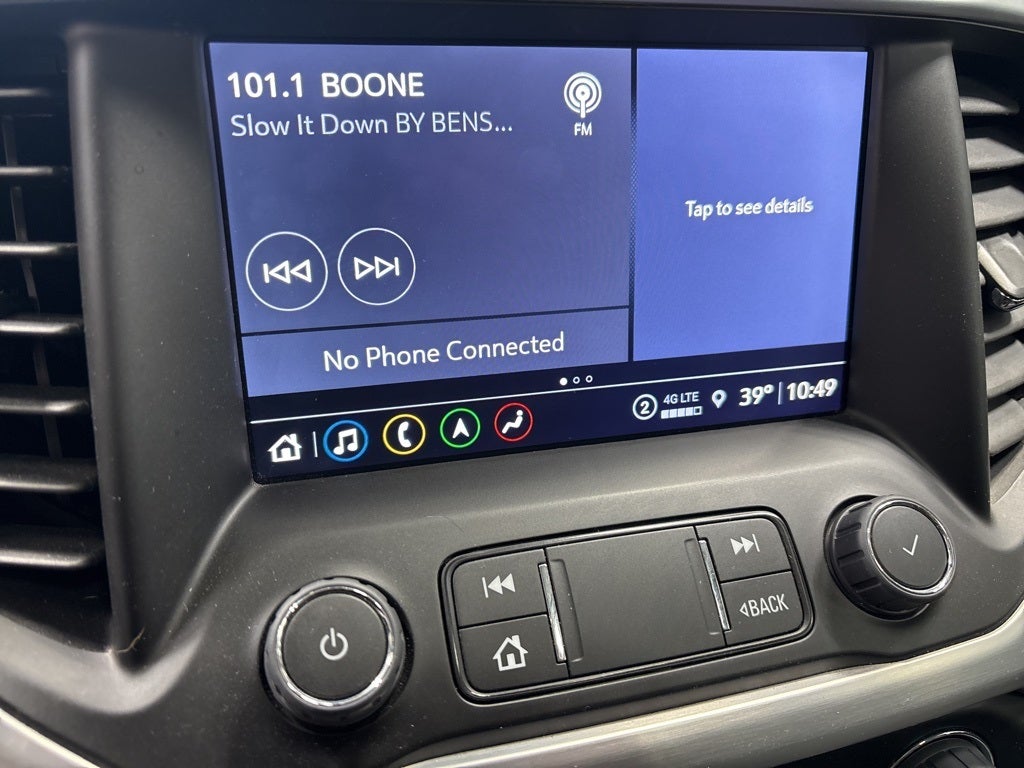 101.1 BOONE
Slow It Down BY BENS...
FM
Tap to see details
No Phone Connected
2 4G LTE 39° 10:49
BACK